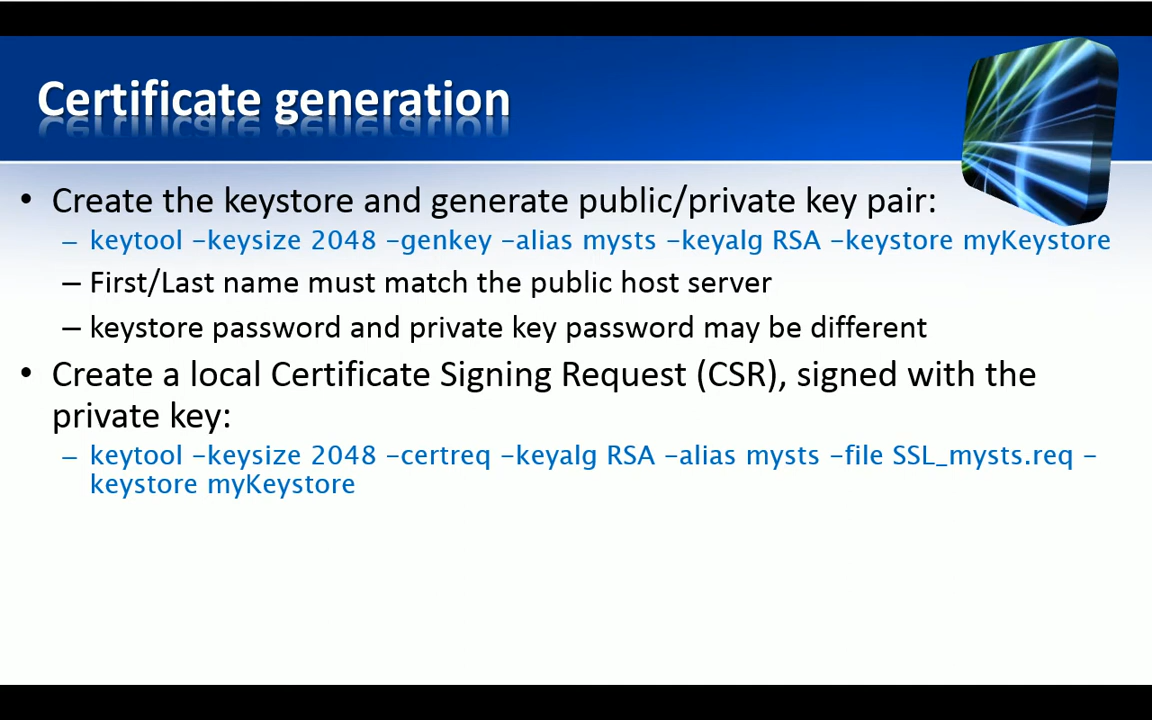 Certificate generation
• Create the keystore and generate public/private key pair:
– keytool –keysize 2048 –genkey –alias mysts –keyalg RSA –keystore myKeystore
– First/Last name must match the public host server
– keystore password and private key password may be different
• Create a local Certificate Signing Request (CSR), signed with the
private key:
– keytool –keysize 2048 –certreq –keyalg RSA –alias mysts –file SSL_mysts.req –
keystore myKeystore